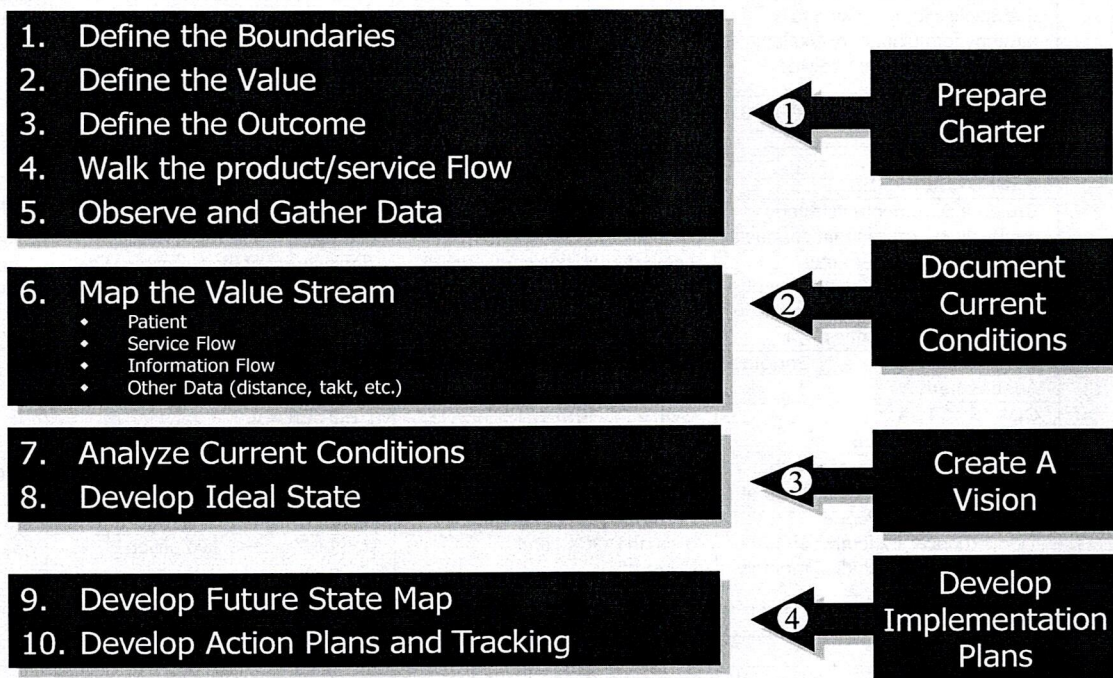 1. Define the Boundaries
2. Define the Value
3. Define the Outcome
4. Walk the product/service Flow
5. Observe and Gather Data
1
Prepare
Charter
6. Map the Value Stream
◆ Patient
◆ Service Flow
◆ Information Flow
◆ Other Data (distance, takt, etc.)
2
Document
Current
Conditions
7. Analyze Current Conditions
8. Develop Ideal State
3
Create A
Vision
9. Develop Future State Map
10. Develop Action Plans and Tracking
4
Develop
Implementation
Plans